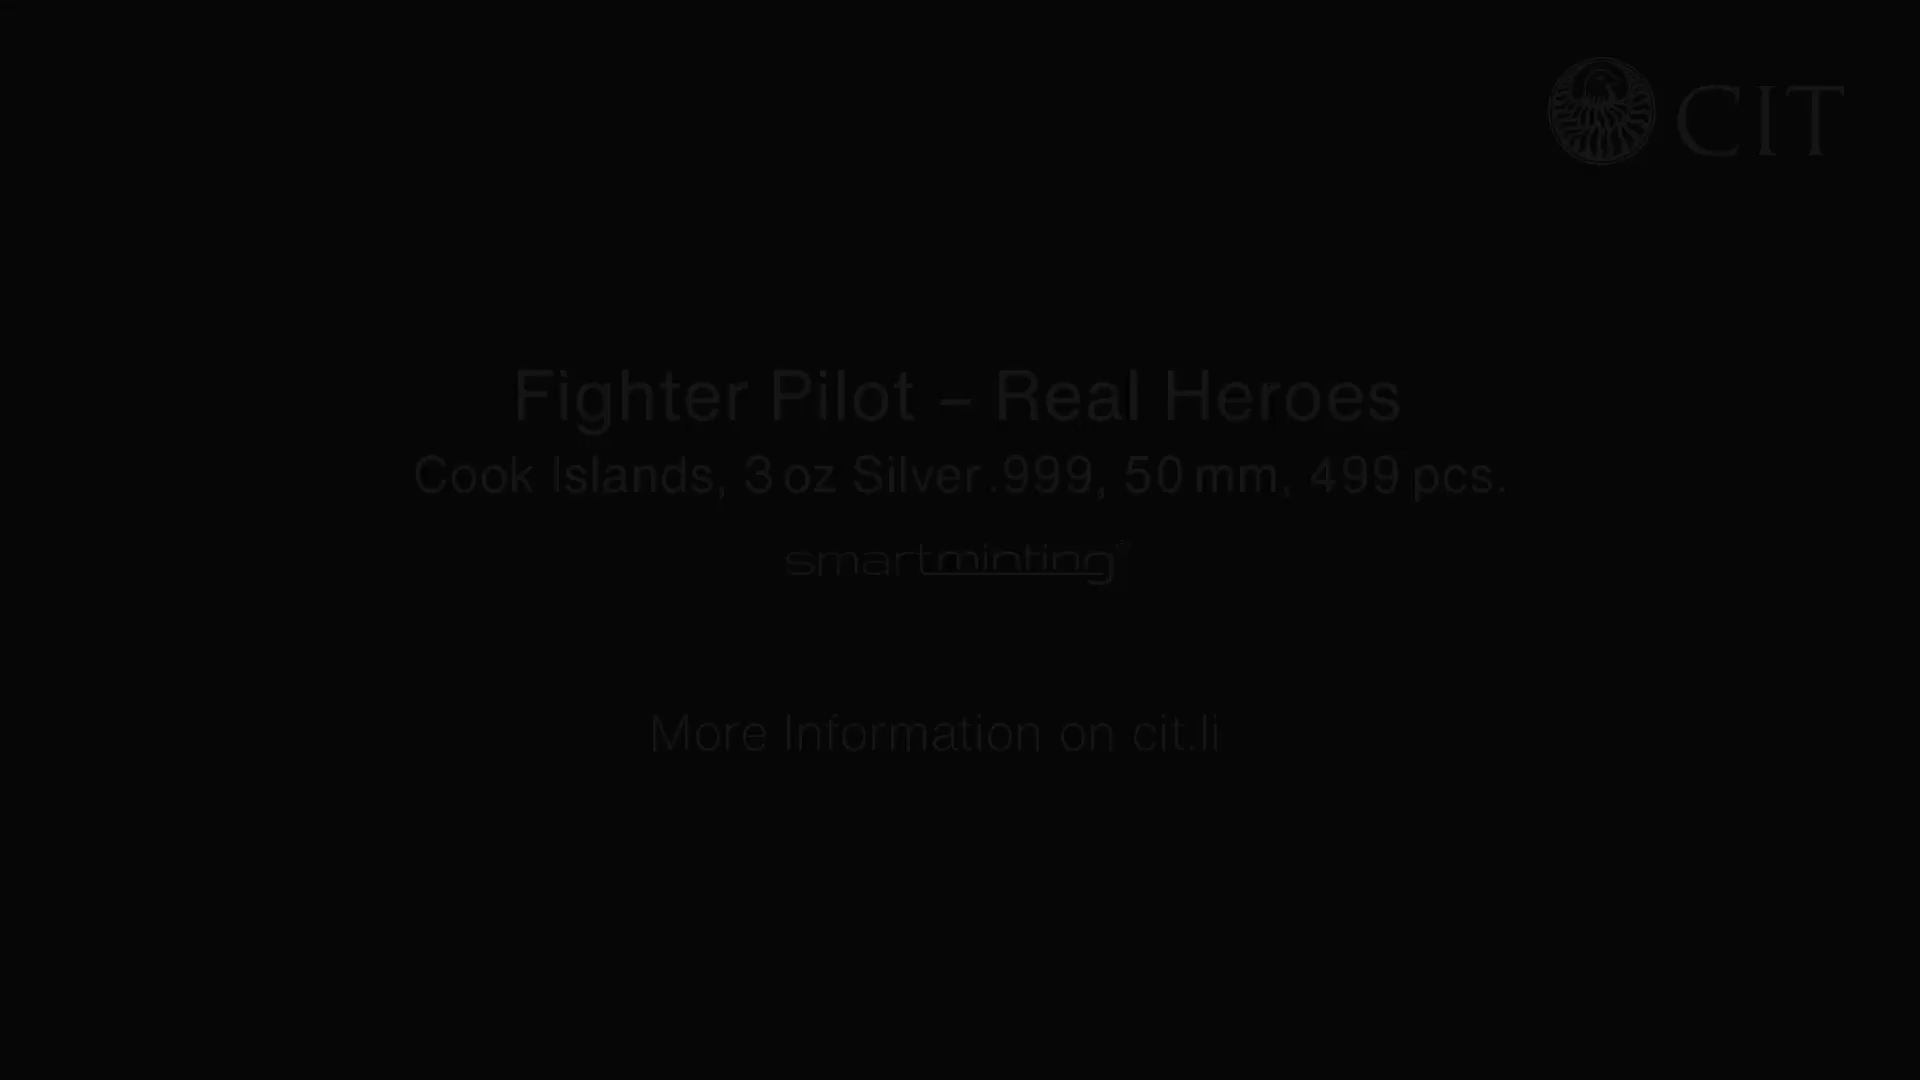 CIT
Fighter Pilot – Real Heroes
Cook Islands, 3 oz Silver .999, 50 mm, 499 pcs.
smartminting®
More Information on cit.li